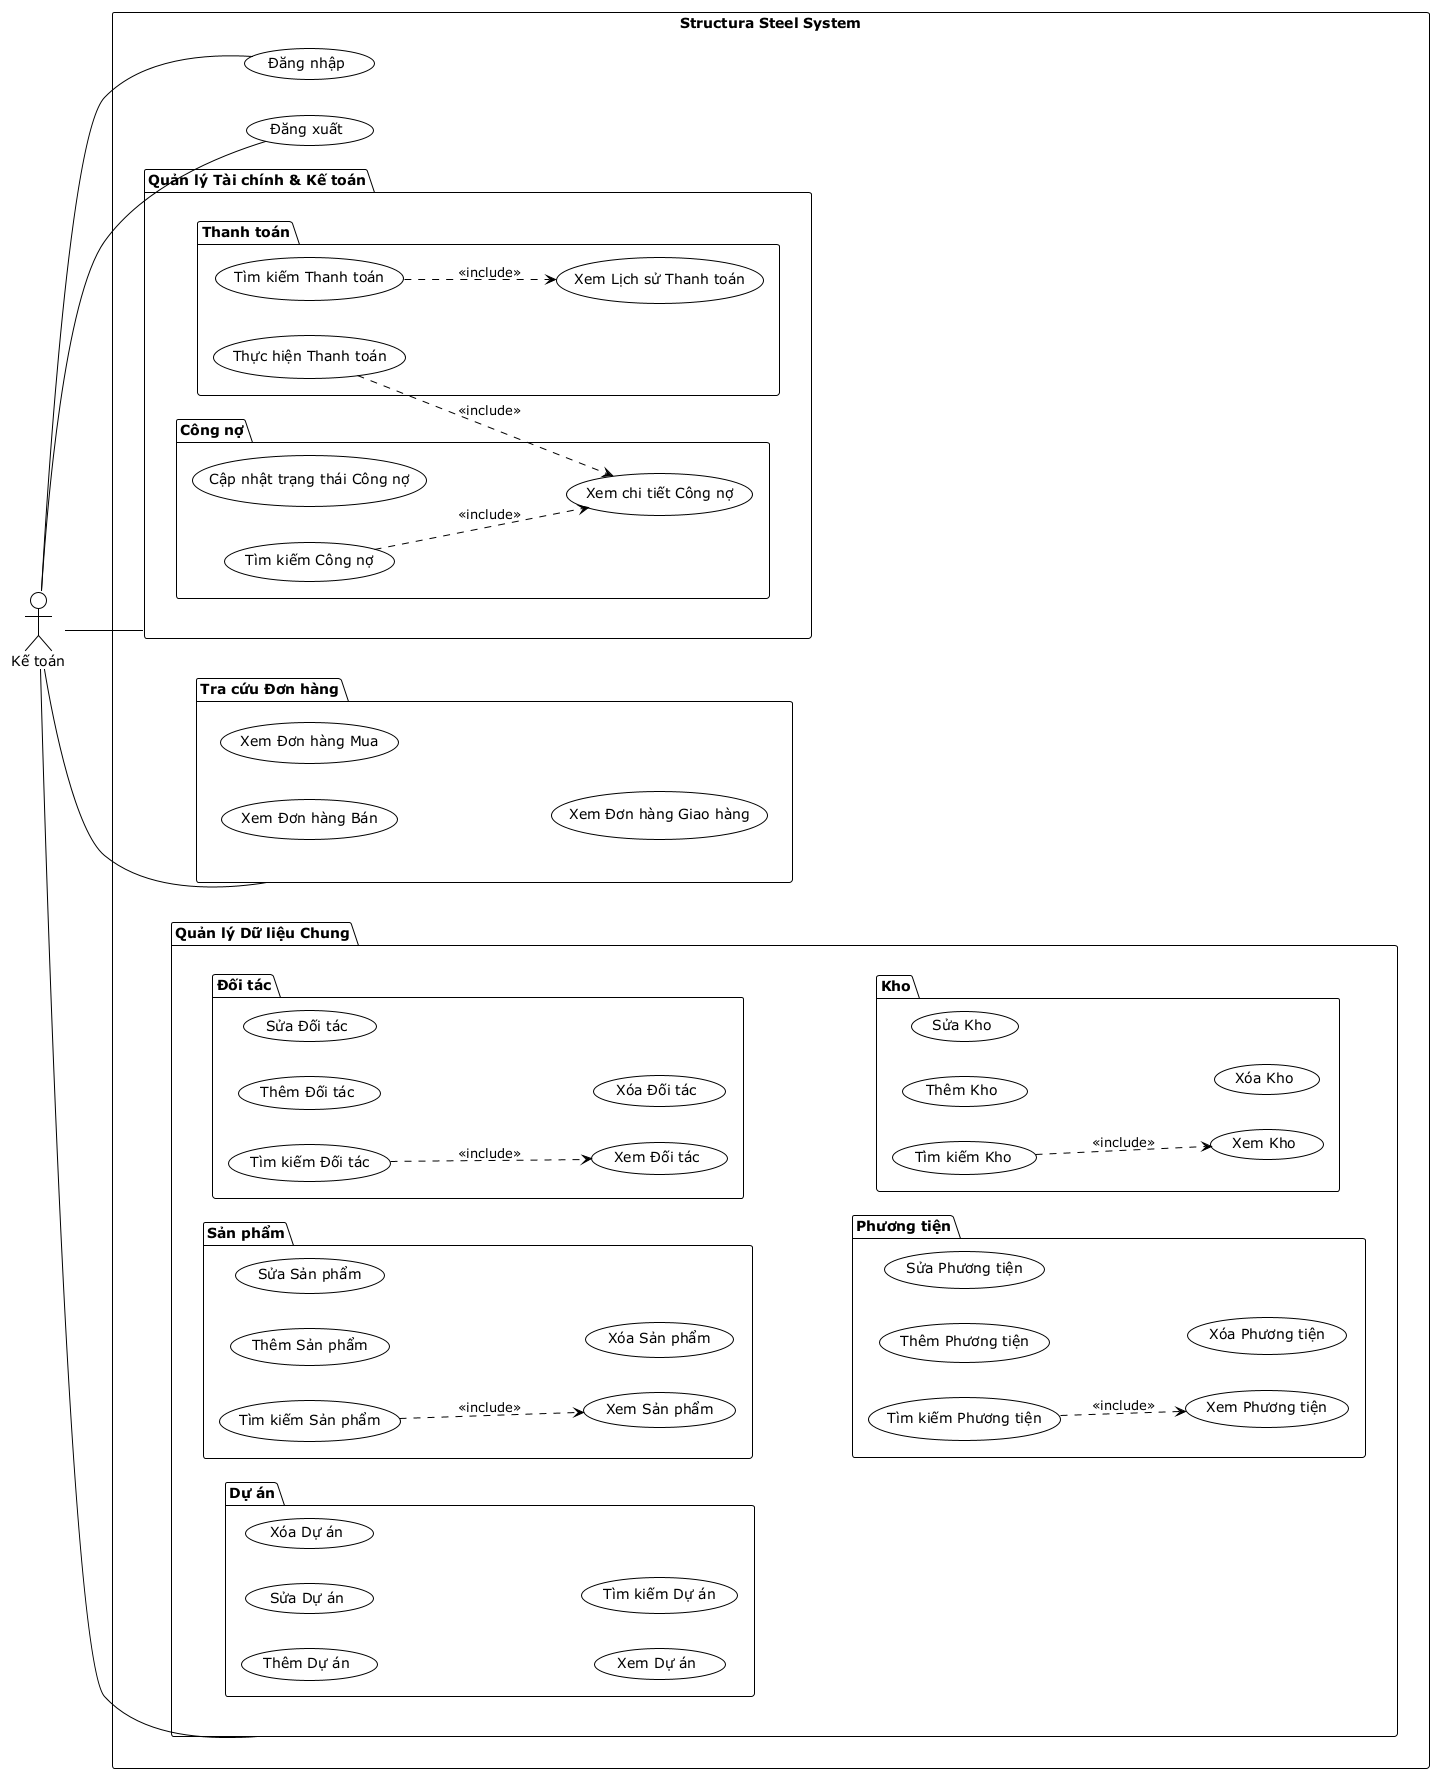 Structura Steel System
Đăng nhập
Đăng xuất
Quản lý Tài chính & Kế toán
Thanh toán
Tìm kiếm Thanh toán
«include»
Xem Lịch sử Thanh toán
Thực hiện Thanh toán
«include»
Công nợ
Cập nhật trạng thái Công nợ
Xem chi tiết Công nợ
«include»
Tìm kiếm Công nợ
Kế toán
Tra cứu Đơn hàng
Xem Đơn hàng Mua
Xem Đơn hàng Bán
Xem Đơn hàng Giao hàng
Quản lý Dữ liệu Chung
Đối tác
Sửa Đối tác
Thêm Đối tác
Xóa Đối tác
Tìm kiếm Đối tác
«include»
Xem Đối tác
Kho
Sửa Kho
Thêm Kho
Xóa Kho
Tìm kiếm Kho
«include»
Xem Kho
Sản phẩm
Sửa Sản phẩm
Thêm Sản phẩm
Xóa Sản phẩm
Tìm kiếm Sản phẩm
«include»
Xem Sản phẩm
Phương tiện
Sửa Phương tiện
Thêm Phương tiện
Xóa Phương tiện
Tìm kiếm Phương tiện
«include»
Xem Phương tiện
Dự án
Xóa Dự án
Sửa Dự án
Tìm kiếm Dự án
Thêm Dự án
Xem Dự án